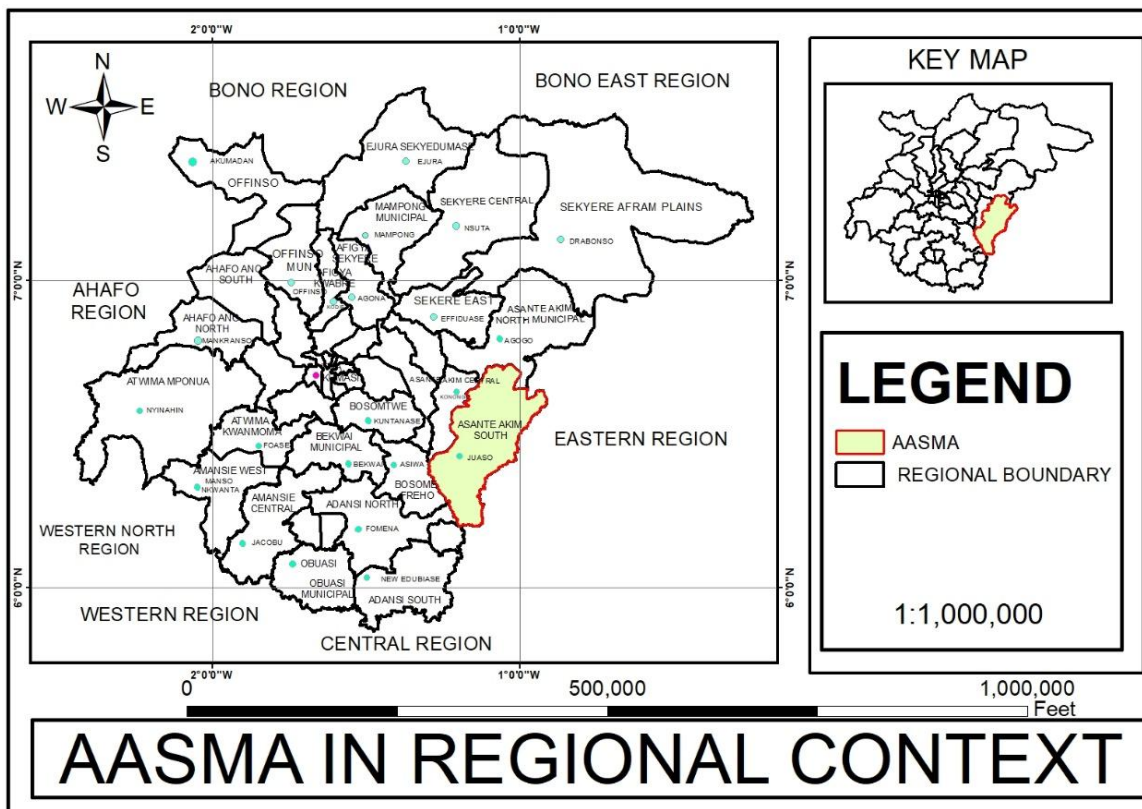 2°0'0"W
1°0'0"W
N
W
E
S
BONO REGION
BONO EAST REGION
AKUMADAN
OFFINSO
EJURA SEKYEDUMASE
EJURA
MAMPONG
MUNICIPAL
MAMPONG
SEKYERE CENTRAL
NSUTA
SEKYERE AFRAM PLAINS
DRABONSO
OFFINSO
MUN
OFFINSO
AFIGYA
SEKYERE
AGONA
KWABRE
7°0'0"N
7°0'0"N
AHAFO ANO
SOUTH
AHAFO
REGION
AHAFO ANO
NORTH
MANKRANSO
SEKERE EAST
EFFIDUASE
ASANTE AKIM
NORTH MUNICIPAL
AGOGO
ATWIMA MPONUA
NYINAHIN
BOSOMTWE
KUNTANASE
ASANTE AKIM CENTRAL
ASANTE AKIM
SOUTH
JUASO
EASTERN REGION
ATWIMA
KWANMOMA
FOASE
BEKWAI
MUNICIPAL
BEKWAI
ASIWA
BOSOME
FREHO
AMANSIE WEST
MANSO
NKWANTA
AMANSIE
CENTRAL
JACOBU
ADANSI NORTH
FOMENA
WESTERN NORTH
REGION
OBUASI
OBUASI
MUNICIPAL
NEW EDUBIASE
ADANSI SOUTH
6°0'0"N
6°0'0"N
WESTERN REGION
CENTRAL REGION
2°0'0"W
1°0'0"W
KEY MAP
LEGEND
AASMA
REGIONAL BOUNDARY
1:1,000,000
0
500,000
1,000,000
Feet
AASMA IN REGIONAL CONTEXT